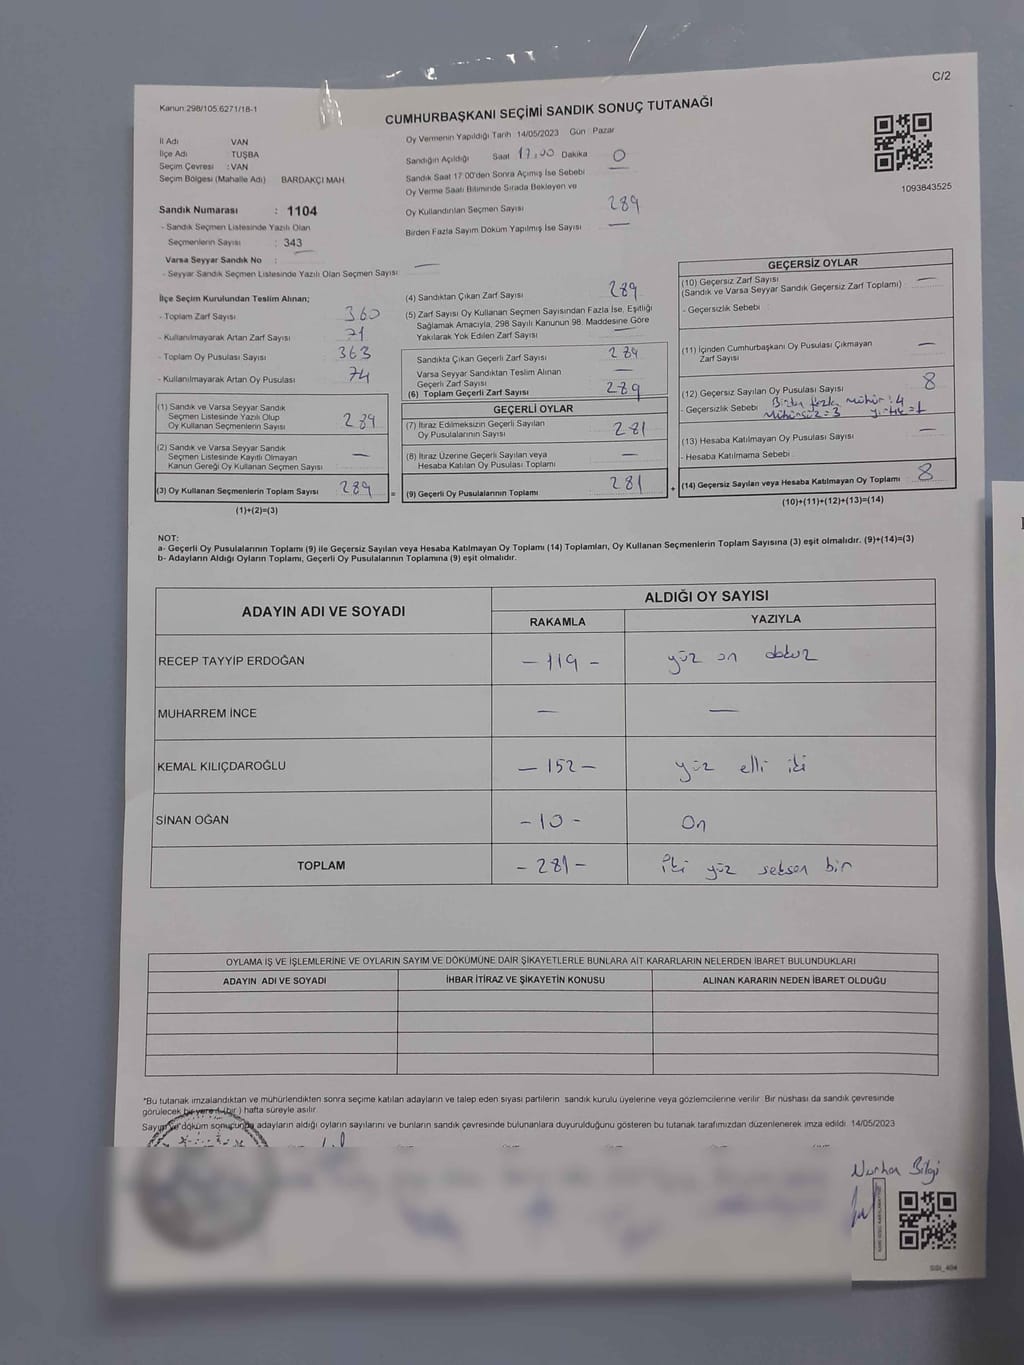 C/2
Kanun:298/105.6271/18-1
CUMHURBAŞKANI SEÇİMİ SANDIK SONUÇ TUTANAĞI
İl Adı VAN
İlçe Adı TUŞBA
Seçim Çevresi : VAN
Seçim Bölgesi (Mahalle Adı) BARDAKÇI MAH
Sandık Numarası : 1104
- Sandık Seçmen Listesinde Yazılı Olan
Seçmenlerin Sayısı : 343
Varsa Seyyar Sandık No :
- Seyyar Sandık Seçmen Listesinde Yazılı Olan Seçmen Sayısı —
Oy Vermenin Yapıldığı Tarih :14/05/2023 Gün Pazar
Sandığın Açıldığı Saat 17:00 Dakika 0
Sandık Saat 17:00'den Sonra Açımış İse Sebebi —
Oy Verme Saati Bitiminde Sırada Bekleyen ve
Oy Kullandırılan Seçmen Sayısı 289
Birden Fazla Sayım Döküm Yapılmış İse Sayısı —
1093843525
İlçe Seçim Kurulundan Teslim Alınan;
- Toplam Zarf Sayısı 360
- Kullanılmayarak Artan Zarf Sayısı 71
- Toplam Oy Pusulası Sayısı 363
- Kullanılmayarak Artan Oy Pusulası 74
(1) Sandık ve Varsa Seyyar Sandık
Seçmen Listesinde Yazılı Olup
Oy Kullanan Seçmenlerin Sayısı 289
(2) Sandık ve Varsa Seyyar Sandık
Seçmen Listesinde Kayıtlı Olmayan
Kanun Gereği Oy Kullanan Seçmen Sayısı —
(3) Oy Kullanan Seçmenlerin Toplam Sayısı 289 =
(1)+(2)=(3)
(4) Sandıktan Çıkan Zarf Sayısı 289
(5) Zarf Sayısı Oy Kullanan Seçmen Sayısından Fazla İse, Eşitliği
Sağlamak Amacıyla, 298 Sayılı Kanunun 98. Maddesine Göre
Yakılarak Yok Edilen Zarf Sayısı —
Sandıkta Çıkan Geçerli Zarf Sayısı 289
Varsa Seyyar Sandıktan Teslim Alınan
Geçerli Zarf Sayısı —
(6) Toplam Geçerli Zarf Sayısı 289
GEÇERLİ OYLAR
(7) İtiraz Edilmeksizin Geçerli Sayılan
Oy Pusulalarının Sayısı 281
(8) İtiraz Üzerine Geçerli Sayılan veya
Hesaba Katılan Oy Pusulası Toplamı —
(9) Geçerli Oy Pusulalarının Toplamı 281 +
GEÇERSİZ OYLAR
(10) Geçersiz Zarf Sayısı —
(Sandık ve Varsa Seyyar Sandık Geçersiz Zarf Toplamı)
- Geçersizlik Sebebi :
(11) İçinden Cumhurbaşkanı Oy Pusulası Çıkmayan
Zarf Sayısı —
(12) Geçersiz Sayılan Oy Pusulası Sayısı 8
- Geçersizlik Sebebi Birden fazla mühür: 4
Mühürsüz = 3 yırtık = 1
(13) Hesaba Katılmayan Oy Pusulası Sayısı —
- Hesaba Katılmama Sebebi :
(14) Geçersiz Sayılan veya Hesaba Katılmayan Oy Toplamı 8
(10)+(11)+(12)+(13)=(14)
NOT:
a- Geçerli Oy Pusulalarının Toplamı (9) ile Geçersiz Sayılan veya Hesaba Katılmayan Oy Toplamı (14) Toplamları, Oy Kullanan Seçmenlerin Toplam Sayısına (3) eşit olmalıdır. (9)+(14)=(3)
b- Adayların Aldığı Oyların Toplamı, Geçerli Oy Pusulalarının Toplamına (9) eşit olmalıdır.
ADAYIN ADI VE SOYADI ALDIĞI OY SAYISI
RAKAMLA YAZIYLA
RECEP TAYYİP ERDOĞAN - 119 - yüz on dokuz
MUHARREM İNCE — —
KEMAL KILIÇDAROĞLU - 152 - yüz elli iki
SİNAN OĞAN - 10 - On
TOPLAM - 281 - iki yüz seksen bir
OYLAMA İŞ VE İŞLEMLERİNE VE OYLARIN SAYIM VE DÖKÜMÜNE DAİR ŞİKAYETLERLE BUNLARA AİT KARARLARIN NELERDEN İBARET BULUNDUKLARI
ADAYIN ADI VE SOYADI İHBAR İTİRAZ VE ŞİKAYETİN KONUSU ALINAN KARARIN NEDEN İBARET OLDUĞU
*Bu tutanak imzalandıktan ve mühürlendikten sonra seçime katılan adayların ve talep eden siyasi partilerin sandık kurulu üyelerine veya gözlemcilerine verilir. Bir nüshası da sandık çevresinde
görülecek bir yere 1 (bir) hafta süreyle asılır.
Sayım ve döküm sonucunda adayların aldığı oyların sayılarını ve bunların sandık çevresinde bulunanlara duyurulduğunu gösteren bu tutanak tarafımızdan düzenlenerek imza edildi. 14/05/2023
Nurhan Bilgi